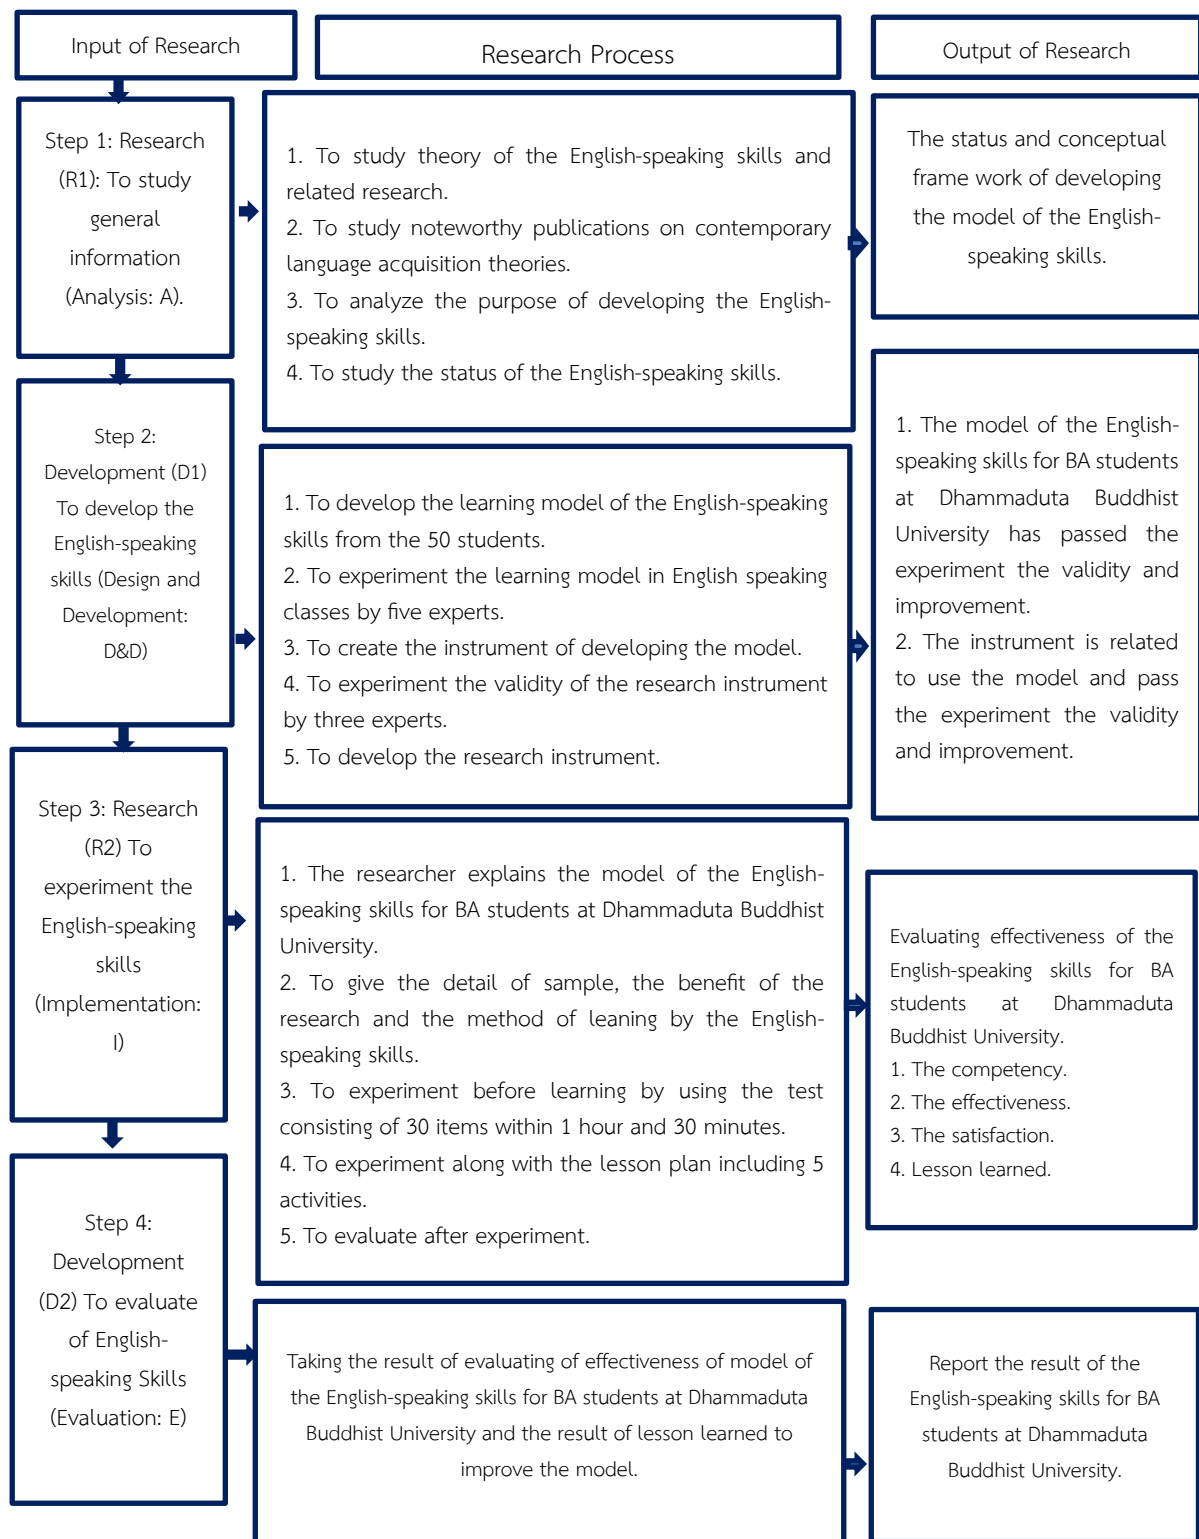 Input of Research
Research Process
Output of Research
Step 1: Research
(R1): To study
general
information
(Analysis: A).
1. To study theory of the English-speaking skills and
related research.
2. To study noteworthy publications on contemporary
language acquisition theories.
3. To analyze the purpose of developing the English-
speaking skills.
4. To study the status of the English-speaking skills.
The status and conceptual
frame work of developing
the model of the English-
speaking skills.
Step 2:
Development (D1)
To develop the
English-speaking
skills (Design and
Development:
D&D)
1. To develop the learning model of the English-speaking
skills from the 50 students.
2. To experiment the learning model in English speaking
classes by five experts.
3. To create the instrument of developing the model.
4. To experiment the validity of the research instrument
by three experts.
5. To develop the research instrument.
1. The model of the English-
speaking skills for BA students
at Dhammaduta Buddhist
University has passed the
experiment the validity and
improvement.
2. The instrument is related
to use the model and pass
the experiment the validity
and improvement.
Step 3: Research
(R2) To
experiment the
English-speaking
skills
(Implementation:
I)
1. The researcher explains the model of the English-
speaking skills for BA students at Dhammaduta Buddhist
University.
2. To give the detail of sample, the benefit of the
research and the method of leaning by the English-
speaking skills.
3. To experiment before learning by using the test
consisting of 30 items within 1 hour and 30 minutes.
4. To experiment along with the lesson plan including 5
activities.
5. To evaluate after experiment.
Evaluating effectiveness of the
English-speaking skills for BA
students at Dhammaduta
Buddhist University.
1. The competency.
2. The effectiveness.
3. The satisfaction.
4. Lesson learned.
Step 4:
Development
(D2) To evaluate
of English-
speaking Skills
(Evaluation: E)
Taking the result of evaluating of effectiveness of model of
the English-speaking skills for BA students at Dhammaduta
Buddhist University and the result of lesson learned to
improve the model.
Report the result of the
English-speaking skills for BA
students at Dhammaduta
Buddhist University.